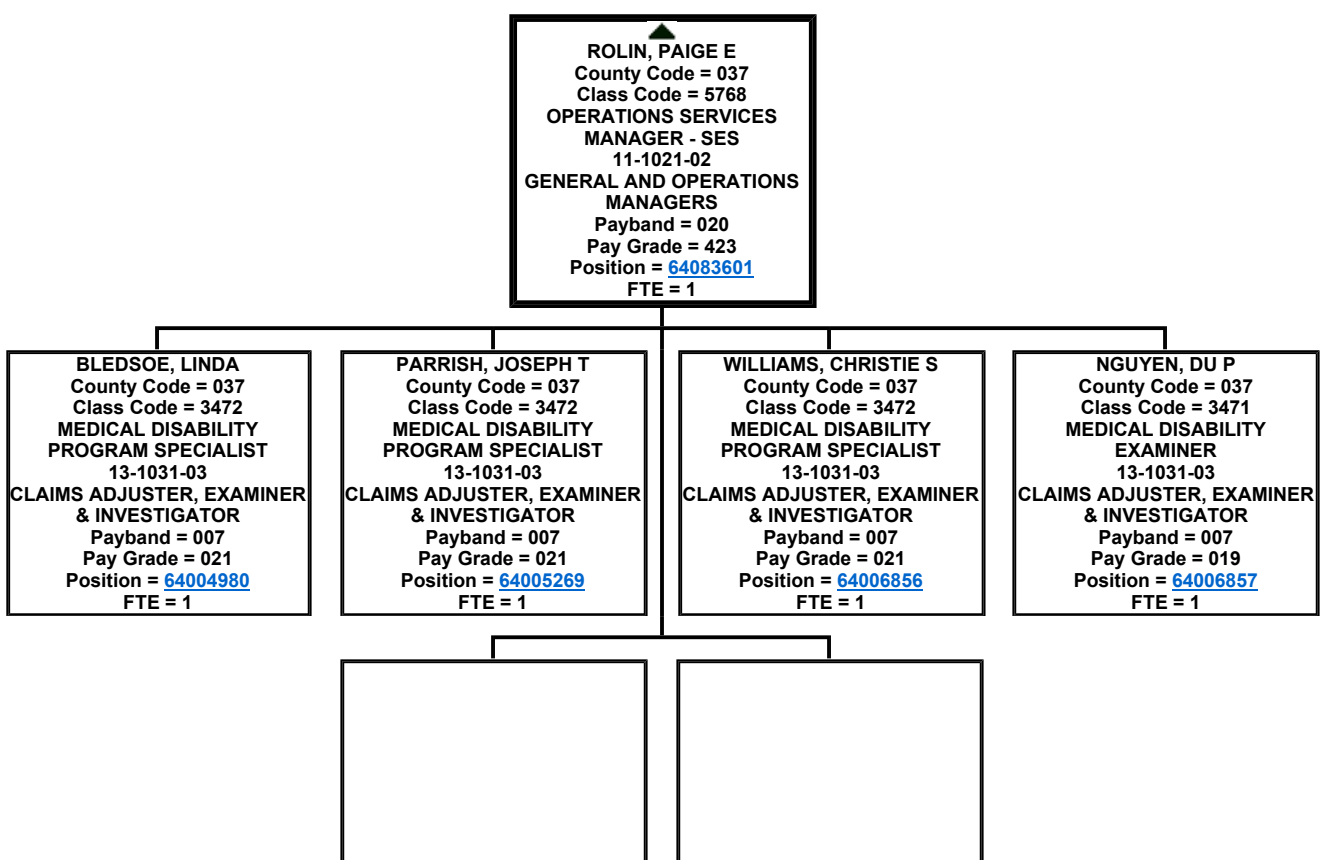 ROLIN, PAIGE E
County Code = 037
Class Code = 5768
OPERATIONS SERVICES
MANAGER - SES
11-1021-02
GENERAL AND OPERATIONS
MANAGERS
Payband = 020
Pay Grade = 423
Position = 64083601
FTE = 1
BLEDSOE, LINDA
County Code = 037
Class Code = 3472
MEDICAL DISABILITY
PROGRAM SPECIALIST
13-1031-03
CLAIMS ADJUSTER, EXAMINER
& INVESTIGATOR
Payband = 007
Pay Grade = 021
Position = 64004980
FTE = 1
PARRISH, JOSEPH T
County Code = 037
Class Code = 3472
MEDICAL DISABILITY
PROGRAM SPECIALIST
13-1031-03
CLAIMS ADJUSTER, EXAMINER
& INVESTIGATOR
Payband = 007
Pay Grade = 021
Position = 64005269
FTE = 1
WILLIAMS, CHRISTIE S
County Code = 037
Class Code = 3472
MEDICAL DISABILITY
PROGRAM SPECIALIST
13-1031-03
CLAIMS ADJUSTER, EXAMINER
& INVESTIGATOR
Payband = 007
Pay Grade = 021
Position = 64006856
FTE = 1
NGUYEN, DU P
County Code = 037
Class Code = 3471
MEDICAL DISABILITY
EXAMINER
13-1031-03
CLAIMS ADJUSTER, EXAMINER
& INVESTIGATOR
Payband = 007
Pay Grade = 019
Position = 64006857
FTE = 1